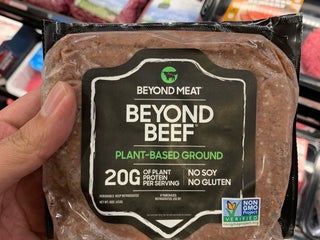 BEYOND MEAT
BEYOND
BEEF
PLANT-BASED GROUND
20G OF PLANT PROTEIN PER SERVING
NO SOY
NO GLUTEN
NON
GMO
Project
VERIFIED